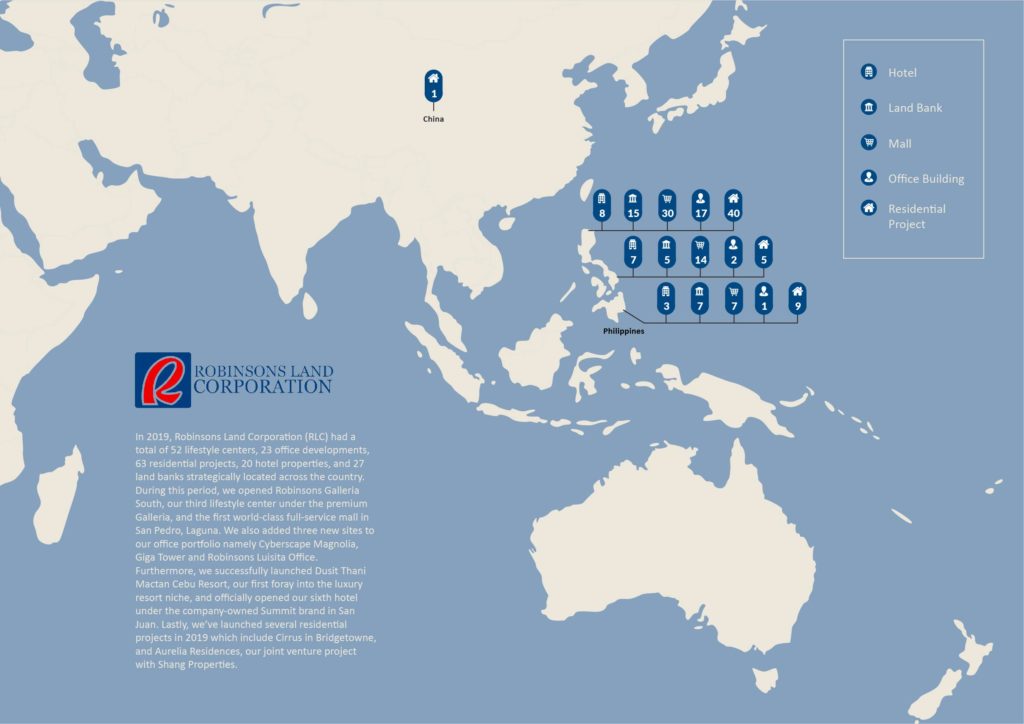 1
China
Hotel
Land Bank
Mall
Office Building
Residential
Project
8 15 30 17 40
7 5 14 2 5
3 7 7 1 9
Philippines
R ROBINSONS LAND
CORPORATION
In 2019, Robinsons Land Corporation (RLC) had a
total of 52 lifestyle centers, 23 office developments,
63 residential projects, 20 hotel properties, and 27
land banks strategically located across the country.
During this period, we opened Robinsons Galleria
South, our third lifestyle center under the premium
Galleria, and the first world-class full-service mall in
San Pedro, Laguna. We also added three new sites to
our office portfolio namely Cyberscape Magnolia,
Giga Tower and Robinsons Luisita Office.
Furthermore, we successfully launched Dusit Thani
Mactan Cebu Resort, our first foray into the luxury
resort niche, and officially opened our sixth hotel
under the company-owned Summit brand in San
Juan. Lastly, we've launched several residential
projects in 2019 which include Cirrus in Bridgetowne,
and Aurelia Residences, our joint venture project
with Shang Properties.